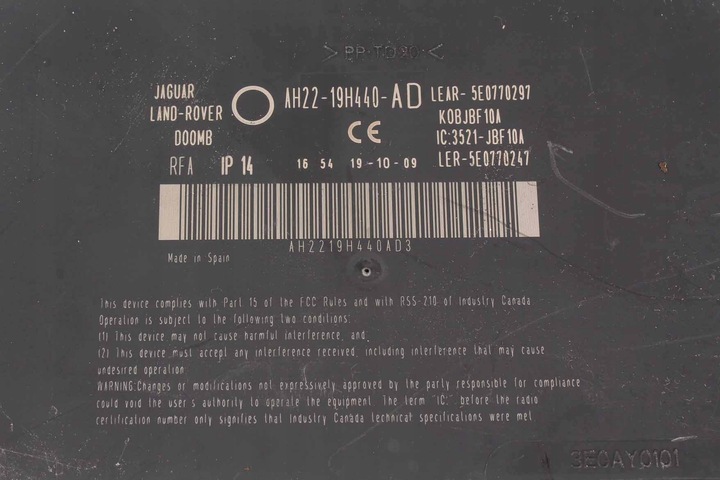 >PP-TD20<
JAGUAR
LAND-ROVER
DOOMB
AH22-19H440-AD
LEAR- 5E0770297
KOBJBF10A
IC:3521-JBF10A
LER-5E0770247
CE
RFA IP 14 16 54 19-10-09
AH2219H440AD3
Made in Spain
This device complies with Part 15 of the FCC Rules and with RSS-210 of Industry Canada
Operation is subject to the following two conditions:
(1) This device may not cause harmful interference, and
(2) This device must accept any interference received, including interference that may cause
undesired operation
WARNING:Changes or modifications not expressively approved by the party responsible for compliance
could void the user's authority to operate the equipment. The term "IC:" before the radio
certification number only signifies that Industry Canada technical specifications were met
3E0AY0101